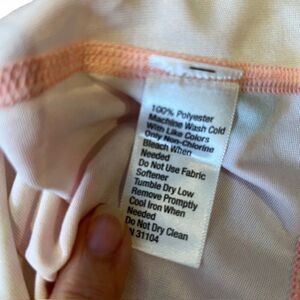 100% Polyester
Machine Wash Cold
With Like Colors
Only Non-Chlorine
Bleach When
Needed
Do Not Use Fabric
Softener
Tumble Dry Low
Remove Promptly
Cool Iron When
Needed
Do Not Dry Clean
N 31104